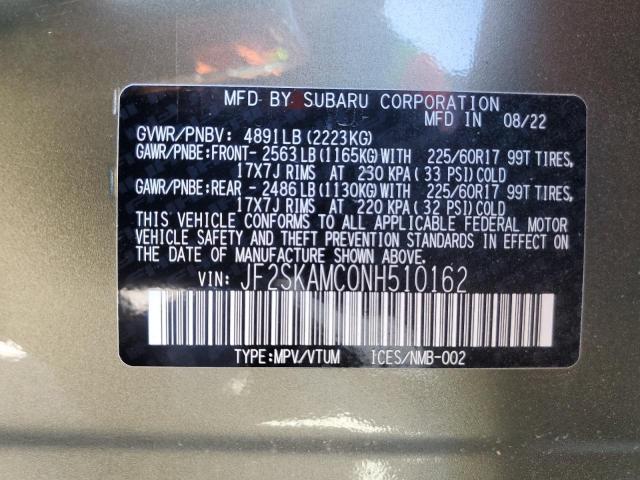 MFD BY SUBARU CORPORATION
MFD IN 08/22
GVWR/PNBV: 4891LB(2223KG)
GAWR/PNBE:FRONT- 2563LB(1165KG)WITH 225/60R17 99T TIRES,
17X7J RIMS AT 230 KPA(33 PSI)COLD
GAWR/PNBE:REAR - 2486LB(1130KG)WITH 225/60R17 99T TIRES,
17X7J RIMS AT 220 KPA(32 PSI)COLD
THIS VEHICLE CONFORMS TO ALL APPLICABLE FEDERAL MOTOR
VEHICLE SAFETY AND THEFT PREVENTION STANDARDS IN EFFECT ON
THE DATE OF MANUFACTURE SHOWN ABOVE.
VIN: JF2SKAMC0NH510162
TYPE:MPV/VTUM ICES/NMB-002